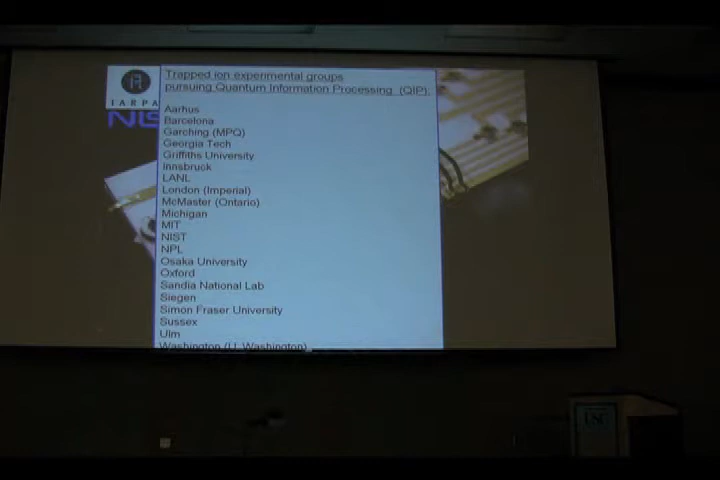 IARPA
NIS
Trapped ion experimental groups
pursuing Quantum Information Processing (QIP):
Aarhus
Barcelona
Garching (MPQ)
Georgia Tech
Griffiths University
Innsbruck
LANL
London (Imperial)
McMaster (Ontario)
Michigan
MIT
NIST
NPL
Osaka University
Oxford
Sandia National Lab
Siegen
Simon Fraser University
Sussex
Ulm
Washington (U. Washington)
USC